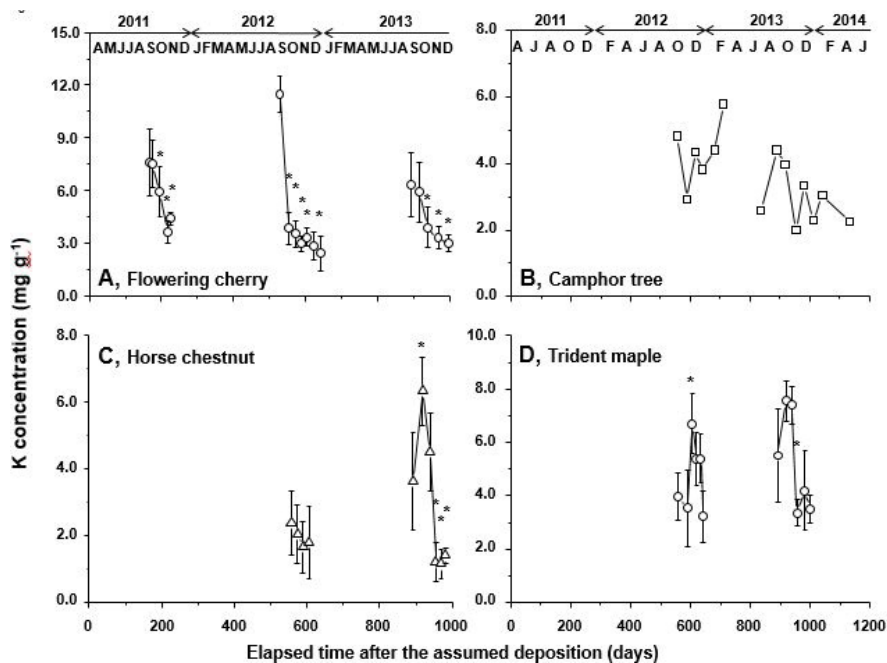 2011 2012 2013
AMJJASOND JFMAMJJASOND JFMAMJJASOND
15.0
12.0
9.0
6.0
3.0
0.0
A, Flowering cherry
* * * * * * * * * * *
2011 2012 2013 2014
A J A O D F A J A O D F A J A O D F A J
8.0
6.0
4.0
2.0
0.0
B, Camphor tree
K concentration (mg g-1)
8.0
6.0
4.0
2.0
0.0
C, Horse chestnut
* * * *
0 200 400 600 800 1000
10.0
8.0
6.0
4.0
2.0
0.0
D, Trident maple
* *
0 200 400 600 800 1000 1200
Elapsed time after the assumed deposition (days)